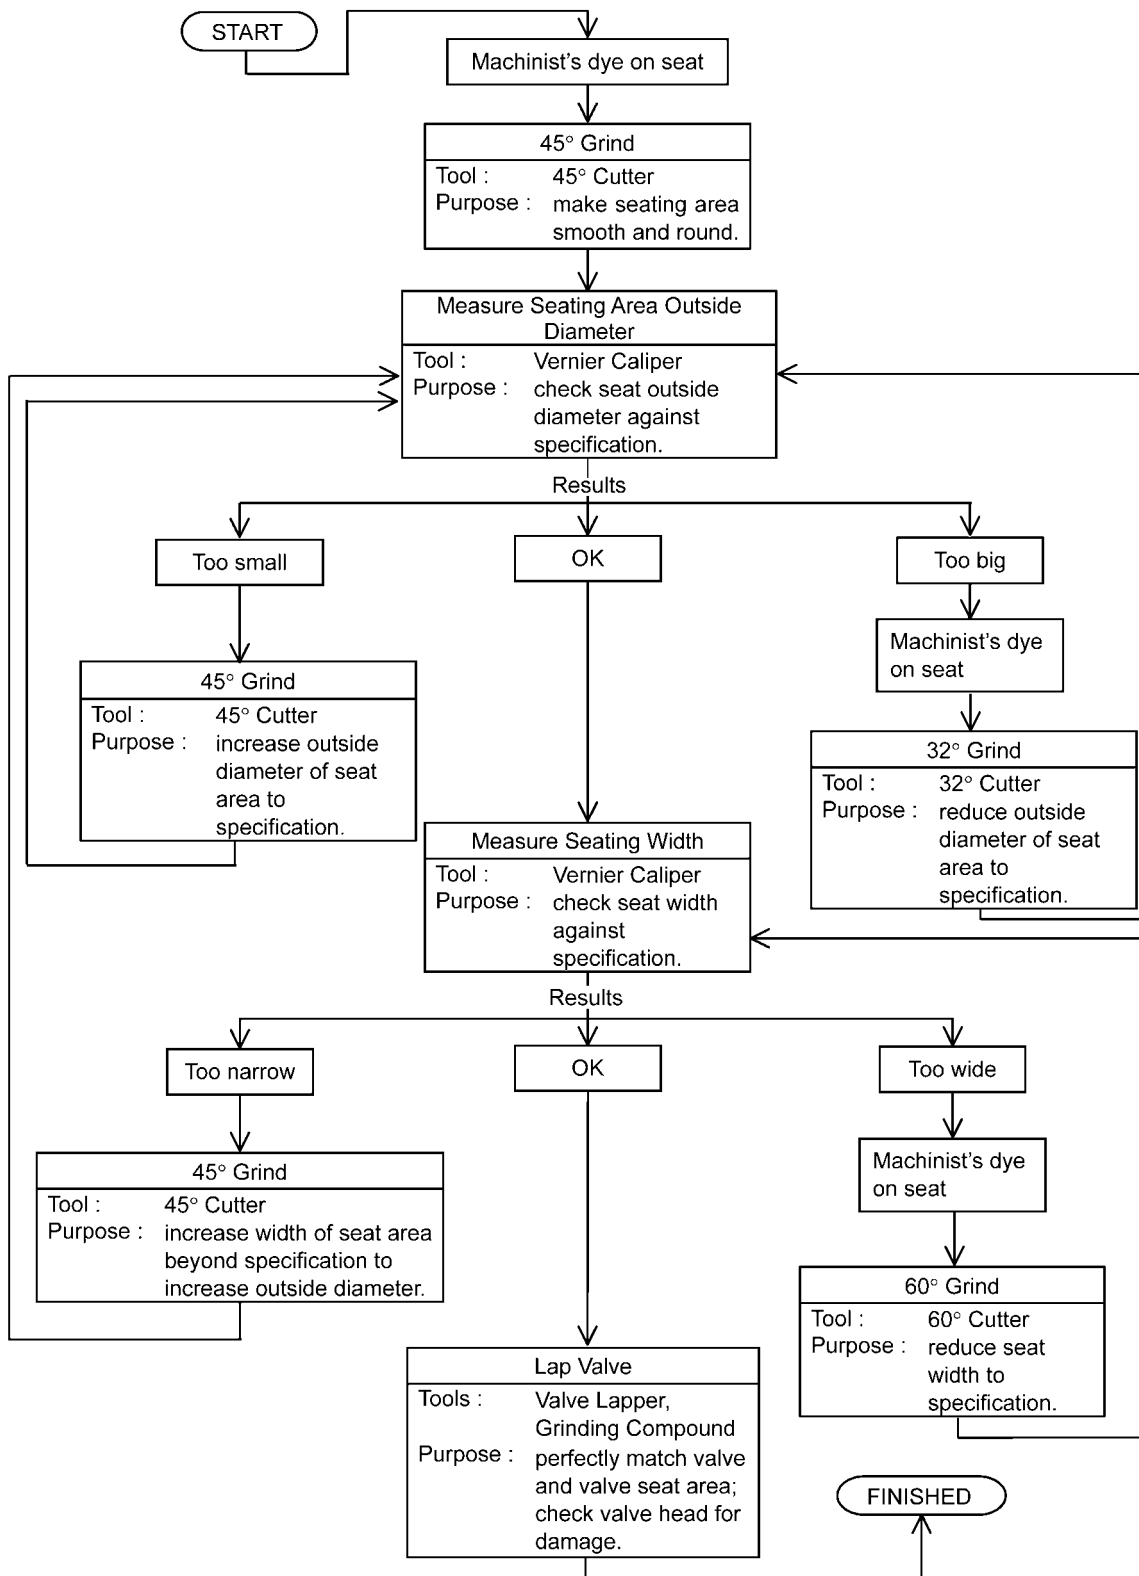 START
Machinist’s dye on seat
45° Grind
Tool : 45° Cutter
Purpose : make seating area
smooth and round.
Measure Seating Area Outside
Diameter
Tool : Vernier Caliper
Purpose : check seat outside
diameter against
specification.
Results
Too small
OK
Too big
Machinist’s dye
on seat
45° Grind
Tool : 45° Cutter
Purpose : increase outside
diameter of seat
area to
specification.
32° Grind
Tool : 32° Cutter
Purpose : reduce outside
diameter of seat
area to
specification.
Measure Seating Width
Tool : Vernier Caliper
Purpose : check seat width
against
specification.
Results
Too narrow
OK
Too wide
Machinist’s dye
on seat
45° Grind
Tool : 45° Cutter
Purpose : increase width of seat area
beyond specification to
increase outside diameter.
60° Grind
Tool : 60° Cutter
Purpose : reduce seat
width to
specification.
Lap Valve
Tools : Valve Lapper,
Grinding Compound
Purpose : perfectly match valve
and valve seat area;
check valve head for
damage.
FINISHED